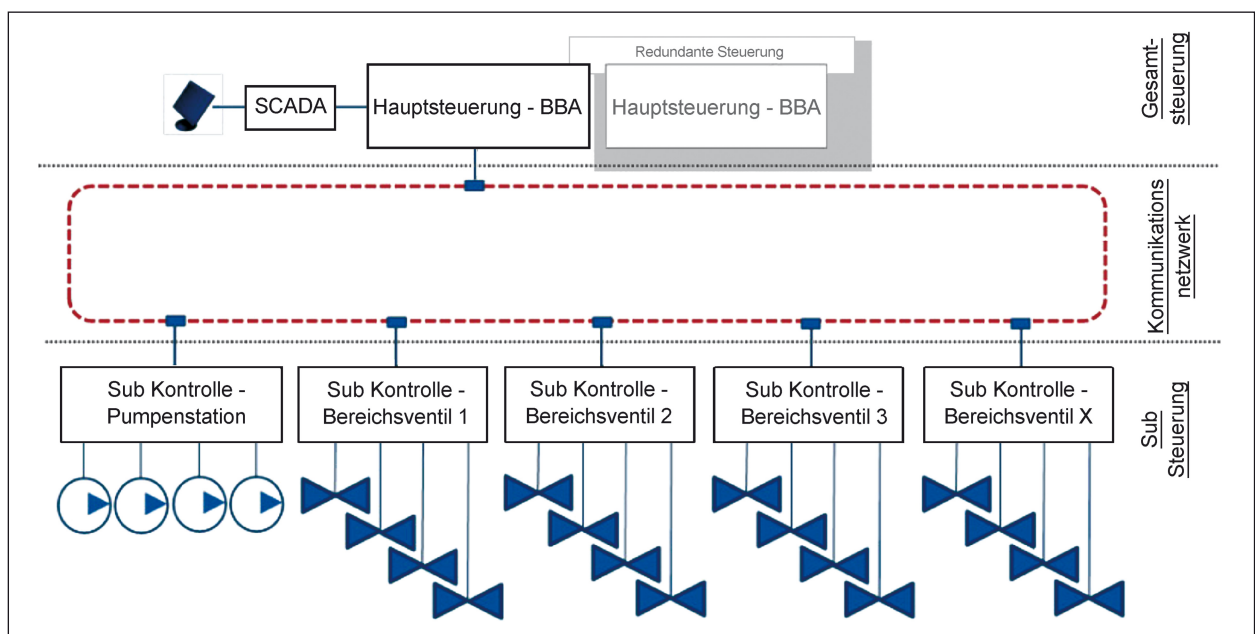 Redundante Steuerung
SCADA
Hauptsteuerung - BBA
Hauptsteuerung - BBA
Gesamt-
steuerung
Kommunikations
netzwerk
Sub Kontrolle -
Pumpenstation
Sub Kontrolle -
Bereichsventil 1
Sub Kontrolle -
Bereichsventil 2
Sub Kontrolle -
Bereichsventil 3
Sub Kontrolle -
Bereichsventil X
Sub
Steuerung